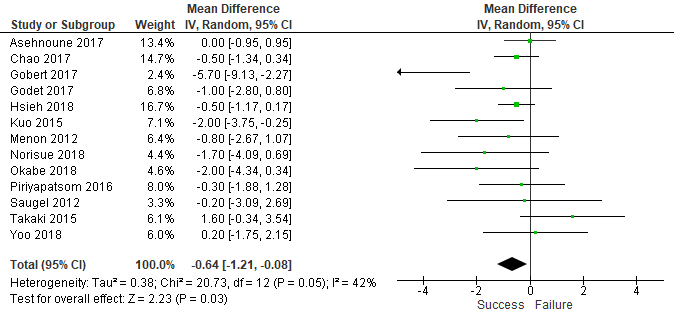 Mean Difference Mean Difference
Study or Subgroup Weight IV, Random, 95% CI IV, Random, 95% CI
Asehnoune 2017 13.4% 0.00 [-0.95, 0.95]
Chao 2017 14.7% -0.50 [-1.34, 0.34]
Gobert 2017 2.4% -5.70 [-9.13, -2.27]
Godet 2017 6.8% -1.00 [-2.80, 0.80]
Hsieh 2018 16.7% -0.50 [-1.17, 0.17]
Kuo 2015 7.1% -2.00 [-3.75, -0.25]
Menon 2012 6.4% -0.80 [-2.67, 1.07]
Norisue 2018 4.4% -1.70 [-4.09, 0.69]
Okabe 2018 4.6% -2.00 [-4.34, 0.34]
Piriyapatsom 2016 8.0% -0.30 [-1.88, 1.28]
Saugel 2012 3.3% -0.20 [-3.09, 2.69]
Takaki 2015 6.1% 1.60 [-0.34, 3.54]
Yoo 2018 6.0% 0.20 [-1.75, 2.15]
Total (95% CI) 100.0% -0.64 [-1.21, -0.08]
Heterogeneity: Tau² = 0.38; Chi² = 20.73, df = 12 (P = 0.05); I² = 42%
Test for overall effect: Z = 2.23 (P = 0.03)
-4 -2 0 2 4
Success Failure